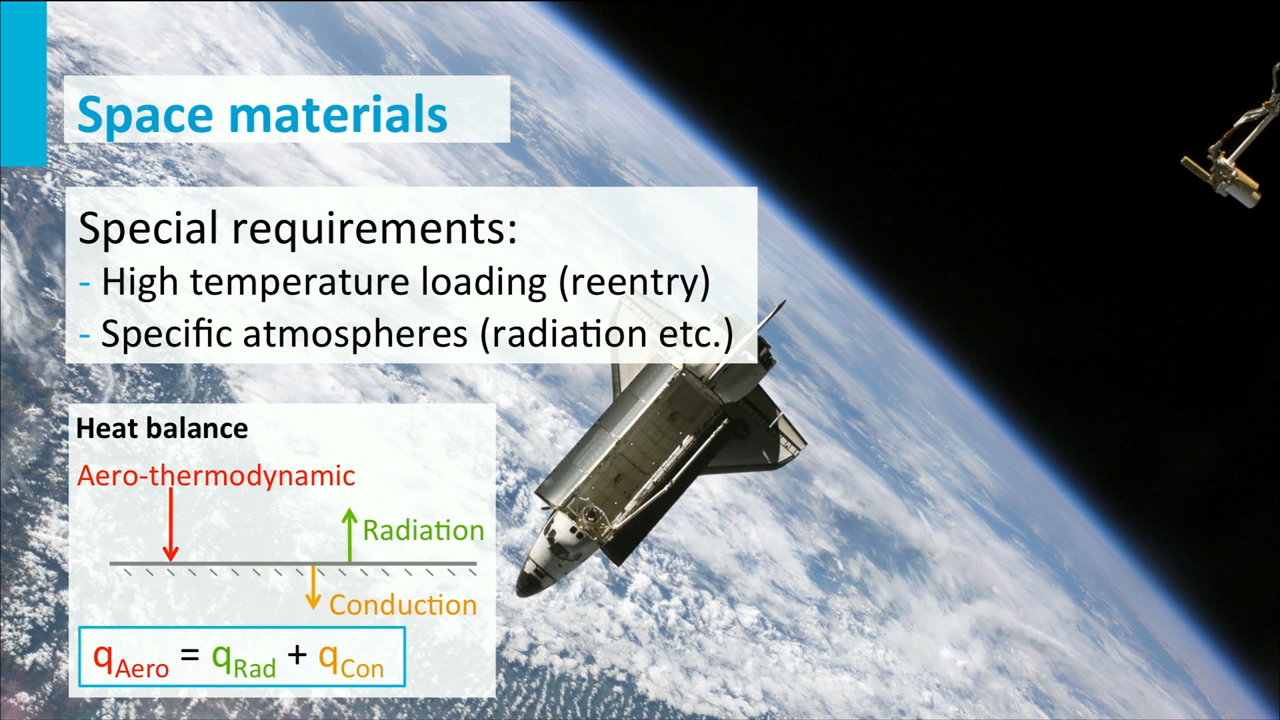 Space materials
Special requirements:
- High temperature loading (reentry)
- Specific atmospheres (radiation etc.)
Heat balance
Aero-thermodynamic
Radiation
Conduction
qAero = qRad + qCon